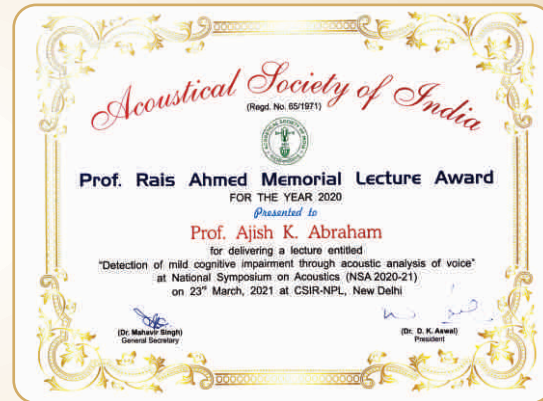 Acoustical Society of India
(Regd. No. 65/1971)
Prof. Rais Ahmed Memorial Lecture Award
FOR THE YEAR 2020
Presented to
Prof. Ajish K. Abraham
for delivering a lecture entitled
"Detection of mild cognitive impairment through acoustic analysis of voice"
at National Symposium on Acoustics (NSA 2020-21)
on 23rd March, 2021 at CSIR-NPL, New Delhi
(Dr. Mahavir Singh)
General Secretary
(Dr. D. K. Aswal)
President